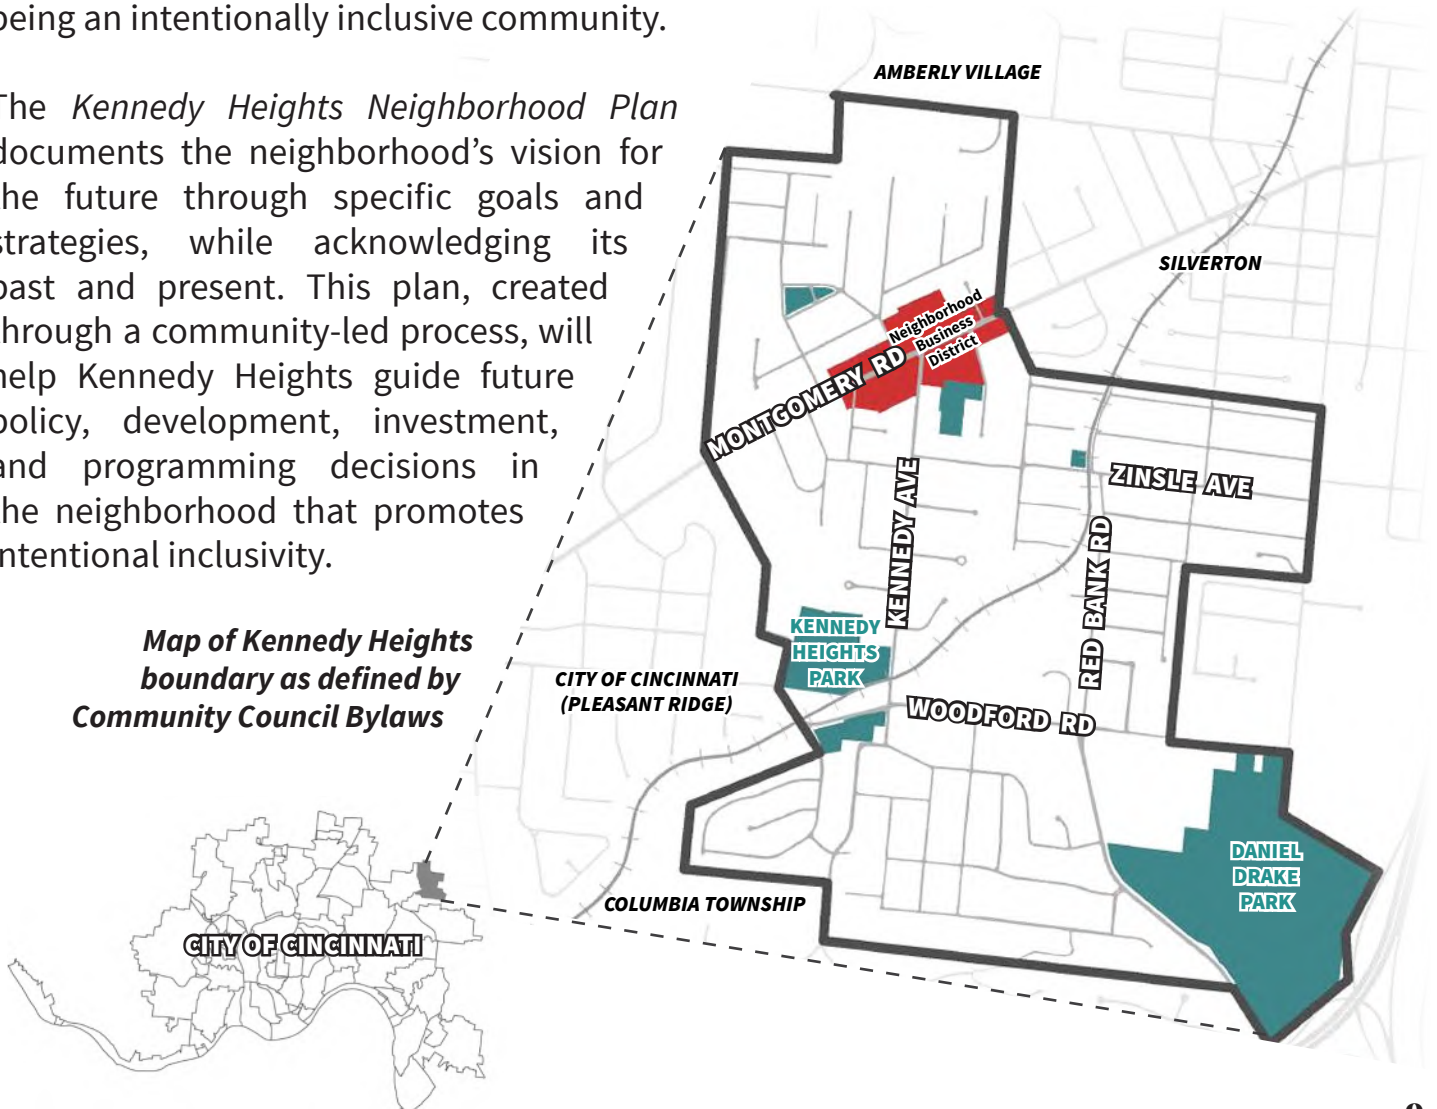 being an intentionally inclusive community.
The Kennedy Heights Neighborhood Plan
documents the neighborhood's vision for
the future through specific goals and
strategies, while acknowledging its
past and present. This plan, created
through a community-led process, will
help Kennedy Heights guide future
policy, development, investment,
and programming decisions in
the neighborhood that promotes
intentional inclusivity.
Map of Kennedy Heights
boundary as defined by
Community Council Bylaws
AMBERLY VILLAGE
SILVERTON
Neighborhood
Business
District
MONTGOMERY RD
KENNEDY AVE
ZINSLE AVE
RED BANK RD
KENNEDY
HEIGHTS
PARK
CITY OF CINCINNATI
(PLEASANT RIDGE)
WOODFORD RD
DANIEL
DRAKE
PARK
COLUMBIA TOWNSHIP
CITY OF CINCINNATI